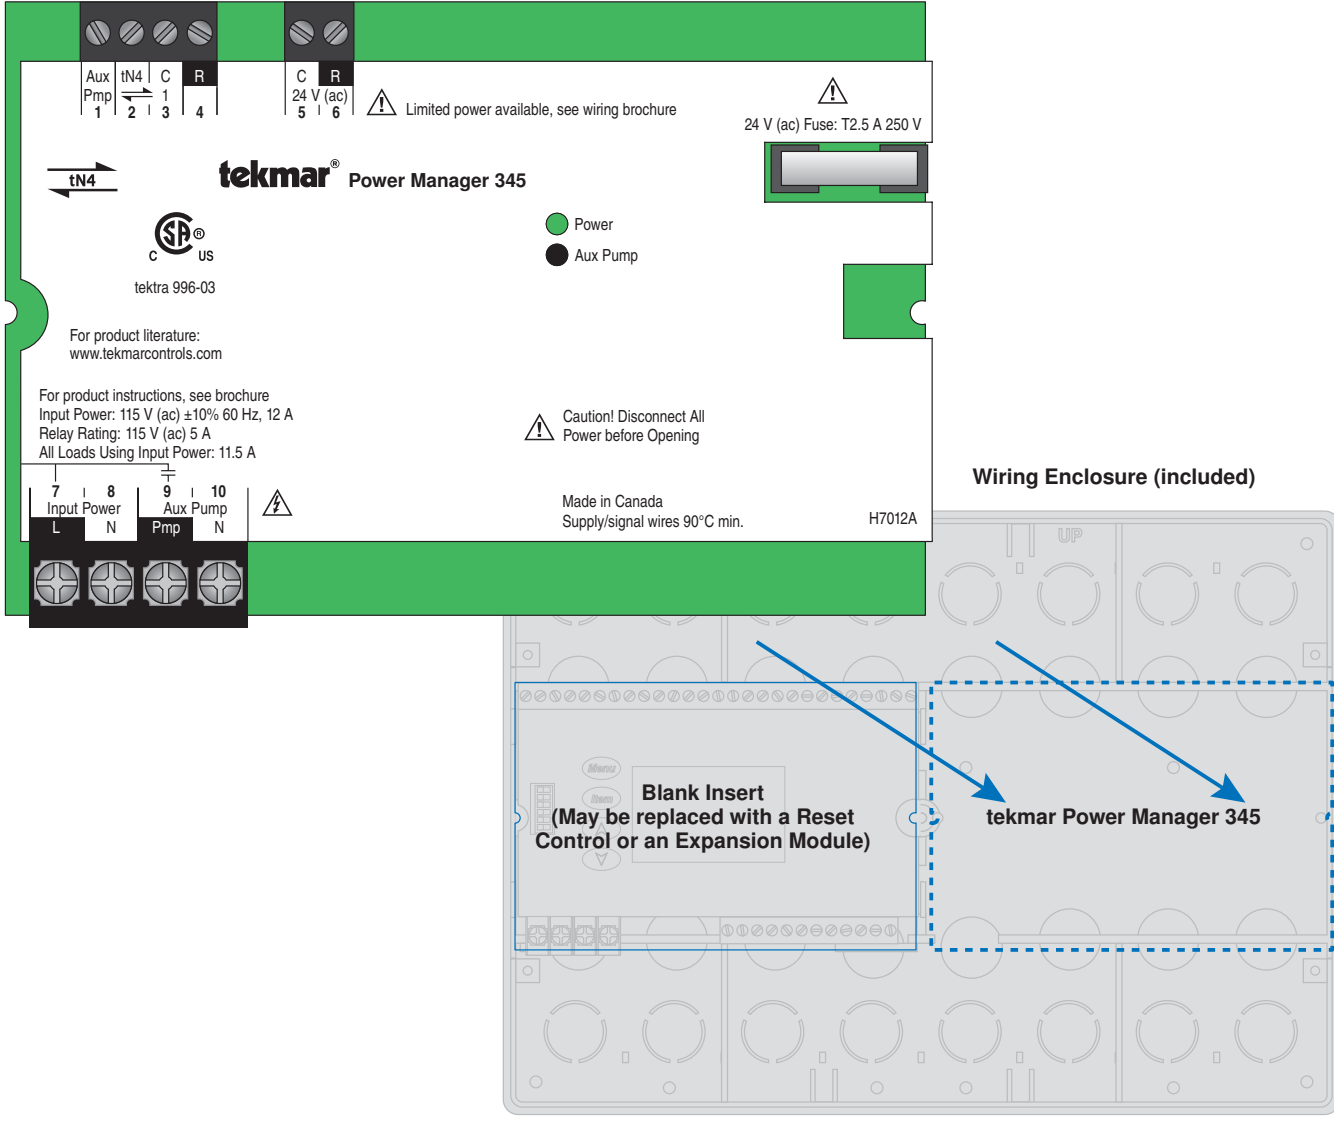 Aux tN4 C R
Pmp 1
1 2 3 4
C R
24 V (ac)
5 6
Limited power available, see wiring brochure
24 V (ac) Fuse: T2.5 A 250 V
tN4
tekmar® Power Manager 345
Power
Aux Pump
CSA ®
C US
tektra 996-03
For product literature:
www.tekmarcontrols.com
For product instructions, see brochure
Input Power: 115 V (ac) ±10% 60 Hz, 12 A
Relay Rating: 115 V (ac) 5 A
All Loads Using Input Power: 11.5 A
7 8 9 10
Input Power Aux Pump
L N Pmp N
Caution! Disconnect All
Power before Opening
Made in Canada
Supply/signal wires 90°C min.
H7012A
Wiring Enclosure (included)
UP
Menu
Item
Blank Insert
(May be replaced with a Reset
Control or an Expansion Module)
tekmar Power Manager 345